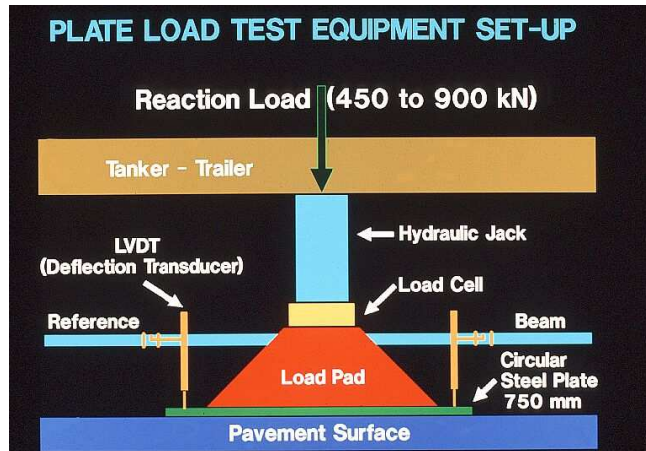 PLATE LOAD TEST EQUIPMENT SET-UP
Reaction Load (450 to 900 kN)
Tanker - Trailer
Hydraulic Jack
LVDT
(Deflection Transducer)
Load Cell
Reference
Beam
Circular
Steel Plate
750 mm
Load Pad
Pavement Surface